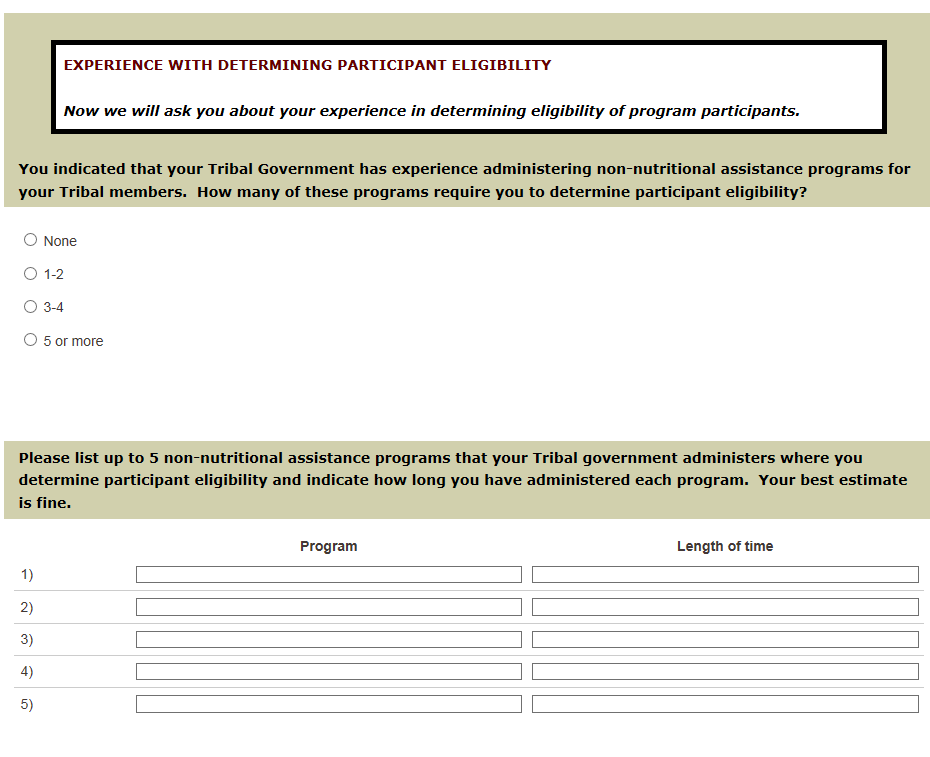 EXPERIENCE WITH DETERMINING PARTICIPANT ELIGIBILITY
Now we will ask you about your experience in determining eligibility of program participants.
You indicated that your Tribal Government has experience administering non-nutritional assistance programs for
your Tribal members.  How many of these programs require you to determine participant eligibility?
None
1-2
3-4
5 or more
Please list up to 5 non-nutritional assistance programs that your Tribal government administers where you
determine participant eligibility and indicate how long you have administered each program.  Your best estimate
is fine.
Program Length of time
1)
2)
3)
4)
5)